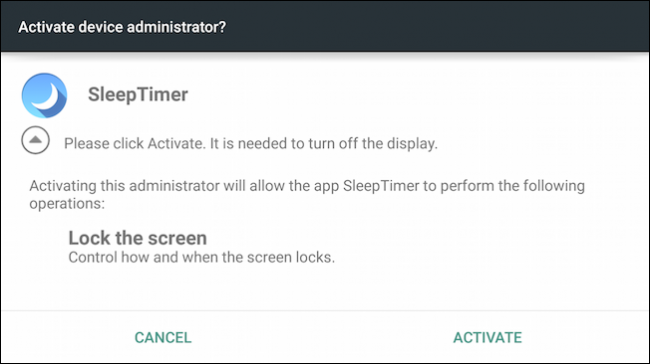 Activate device administrator?
SleepTimer
Please click Activate. It is needed to turn off the display.
Activating this administrator will allow the app SleepTimer to perform the following
operations:
Lock the screen
Control how and when the screen locks.
CANCEL
ACTIVATE